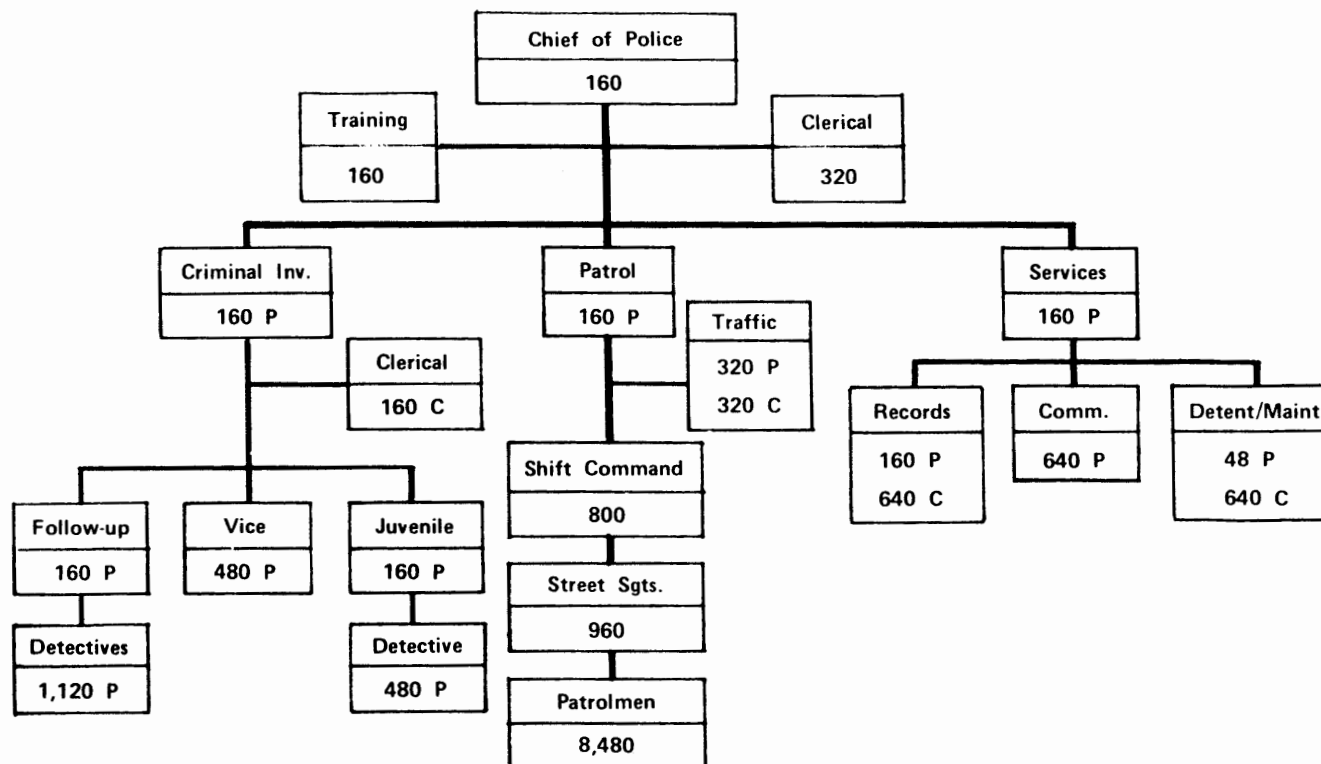 Chief of Police
160
Training
160
Clerical
320
Criminal Inv.
160 P
Patrol
160 P
Services
160 P
Clerical
160 C
Traffic
320 P
320 C
Records
160 P
640 C
Comm.
640 P
Detent/Maint
48 P
640 C
Follow-up
160 P
Vice
480 P
Juvenile
160 P
Shift Command
800
Detectives
1,120 P
Detective
480 P
Street Sgts.
960
Patrolmen
8,480